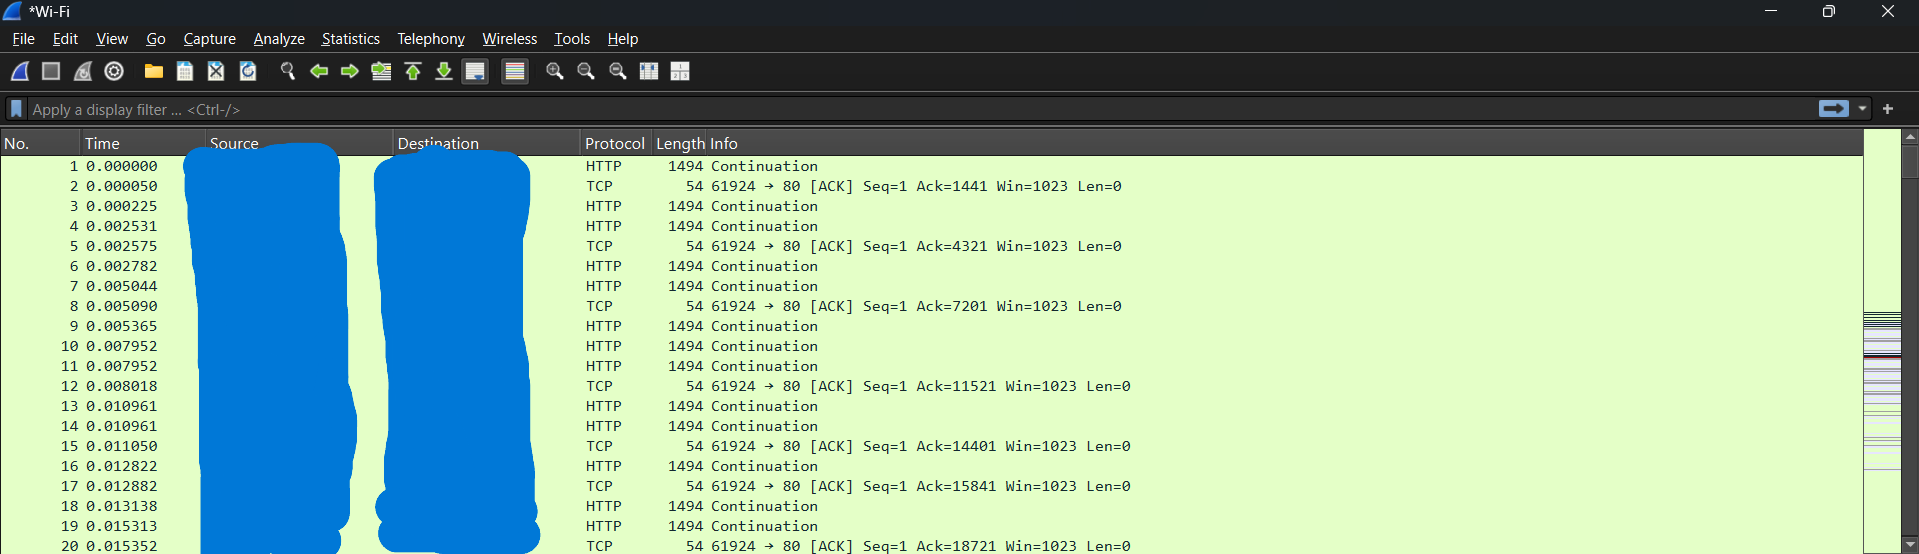 *Wi-Fi
File Edit View Go Capture Analyze Statistics Telephony Wireless Tools Help
Apply a display filter ... <Ctrl-/>
No. Time Source Destination Protocol Length Info
1 0.000000 HTTP 1494 Continuation
2 0.000050 TCP 54 61924 → 80 [ACK] Seq=1 Ack=1441 Win=1023 Len=0
3 0.000225 HTTP 1494 Continuation
4 0.002531 HTTP 1494 Continuation
5 0.002575 TCP 54 61924 → 80 [ACK] Seq=1 Ack=4321 Win=1023 Len=0
6 0.002782 HTTP 1494 Continuation
7 0.005044 HTTP 1494 Continuation
8 0.005090 TCP 54 61924 → 80 [ACK] Seq=1 Ack=7201 Win=1023 Len=0
9 0.005365 HTTP 1494 Continuation
10 0.007952 HTTP 1494 Continuation
11 0.007952 HTTP 1494 Continuation
12 0.008018 TCP 54 61924 → 80 [ACK] Seq=1 Ack=11521 Win=1023 Len=0
13 0.010961 HTTP 1494 Continuation
14 0.010961 HTTP 1494 Continuation
15 0.011050 TCP 54 61924 → 80 [ACK] Seq=1 Ack=14401 Win=1023 Len=0
16 0.012822 HTTP 1494 Continuation
17 0.012882 TCP 54 61924 → 80 [ACK] Seq=1 Ack=15841 Win=1023 Len=0
18 0.013138 HTTP 1494 Continuation
19 0.015313 HTTP 1494 Continuation
20 0.015352 TCP 54 61924 → 80 [ACK] Seq=1 Ack=18721 Win=1023 Len=0